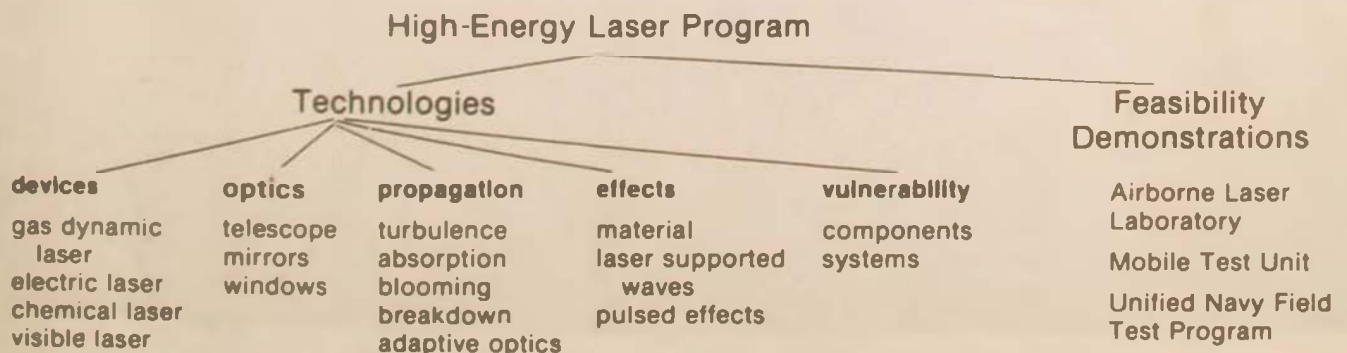 High-Energy Laser Program
Technologies
Feasibility
Demonstrations
devices
gas dynamic
laser
electric laser
chemical laser
visible laser
optics
telescope
mirrors
windows
propagation
turbulence
absorption
blooming
breakdown
adaptive optics
effects
material
laser supported
waves
pulsed effects
vulnerability
components
systems
Airborne Laser
Laboratory
Mobile Test Unit
Unified Navy Field
Test Program